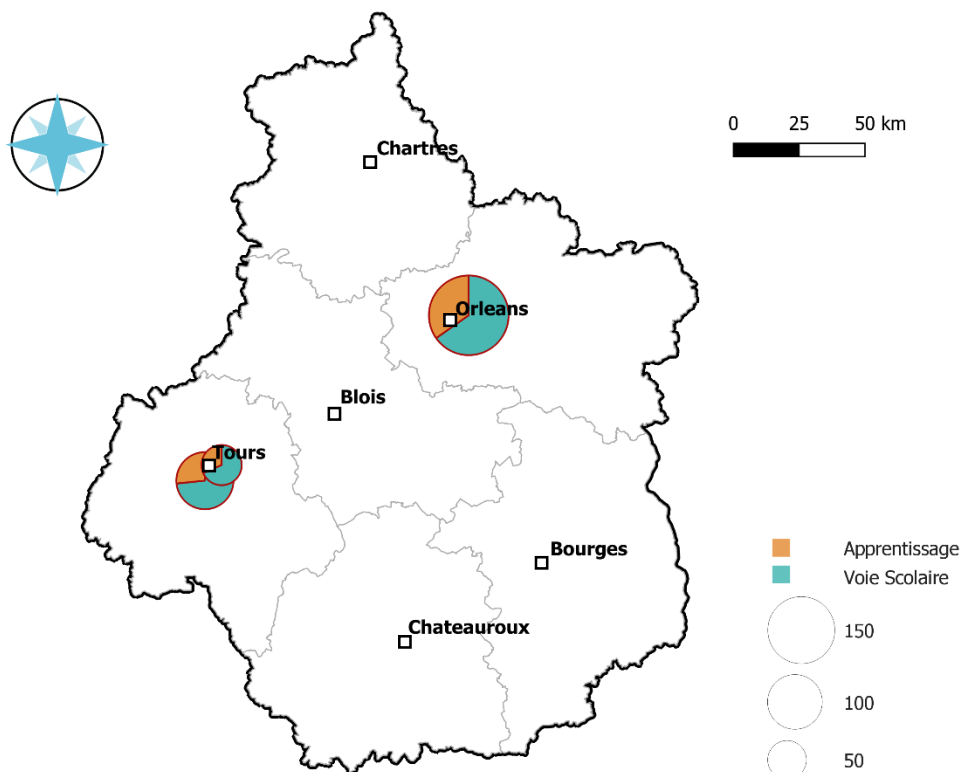 0 25 50 km
Chartres
Orleans
Blois
Tours
Bourges
Chateauroux
Apprentissage
Voie Scolaire
150
100
50